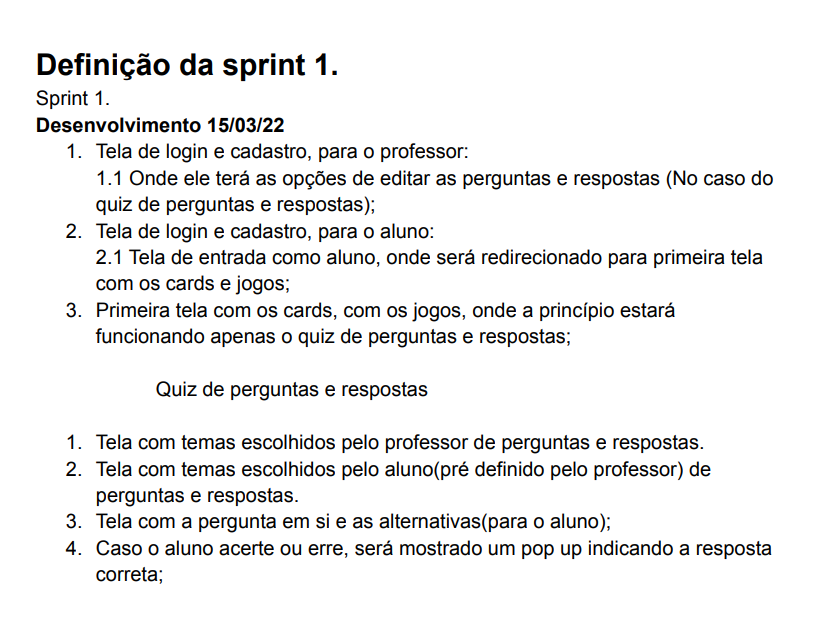 Definição da sprint 1.
Sprint 1.
Desenvolvimento 15/03/22
1. Tela de login e cadastro, para o professor:
1.1 Onde ele terá as opções de editar as perguntas e respostas (No caso do
quiz de perguntas e respostas);
2. Tela de login e cadastro, para o aluno:
2.1 Tela de entrada como aluno, onde será redirecionado para primeira tela
com os cards e jogos;
3. Primeira tela com os cards, com os jogos, onde a princípio estará
funcionando apenas o quiz de perguntas e respostas;
Quiz de perguntas e respostas
1. Tela com temas escolhidos pelo professor de perguntas e respostas.
2. Tela com temas escolhidos pelo aluno(pré definido pelo professor) de
perguntas e respostas.
3. Tela com a pergunta em si e as alternativas(para o aluno);
4. Caso o aluno acerte ou erre, será mostrado um pop up indicando a resposta
correta;